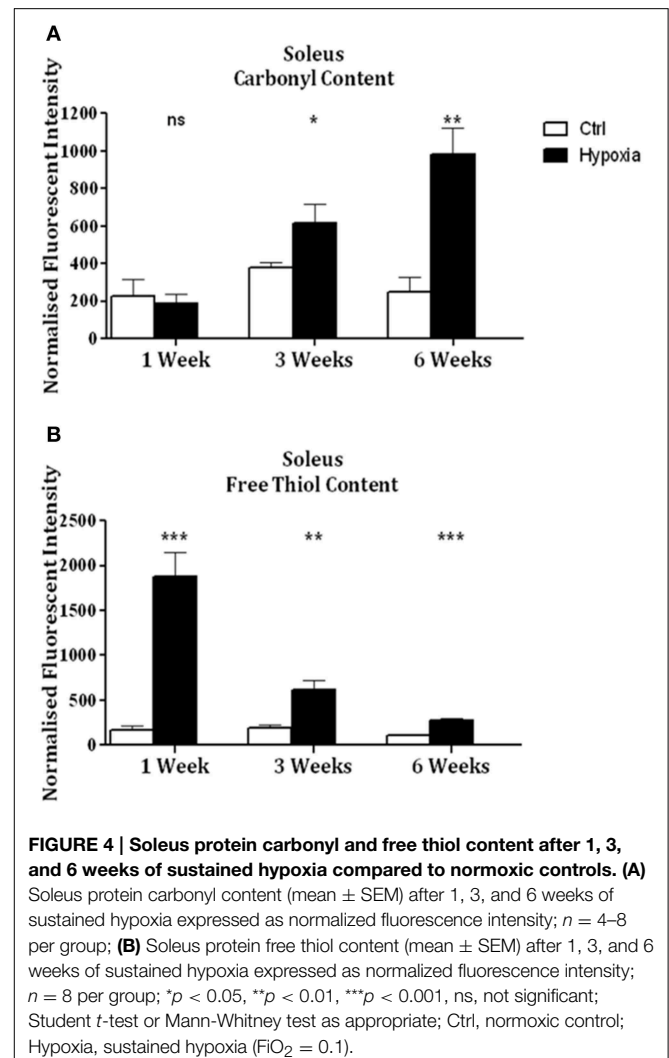 A
Soleus
Carbonyl Content
Normalised Fluorescent Intensity
1200
1000
800
600
400
200
0
ns
*
**
Ctrl
Hypoxia
1 Week
3 Weeks
6 Weeks
B
Soleus
Free Thiol Content
Normalised Fluorescent Intensity
2500
2000
1500
1000
500
0
***
**
***
1 Week
3 Weeks
6 Weeks
FIGURE 4 | Soleus protein carbonyl and free thiol content after 1, 3,
and 6 weeks of sustained hypoxia compared to normoxic controls. (A)
Soleus protein carbonyl content (mean ± SEM) after 1, 3, and 6 weeks of
sustained hypoxia expressed as normalized fluorescence intensity; n = 4–8
per group; (B) Soleus protein free thiol content (mean ± SEM) after 1, 3, and 6
weeks of sustained hypoxia expressed as normalized fluorescence intensity;
n = 8 per group; *p < 0.05, **p < 0.01, ***p < 0.001, ns, not significant;
Student t-test or Mann-Whitney test as appropriate; Ctrl, normoxic control;
Hypoxia, sustained hypoxia (FiO₂ = 0.1).